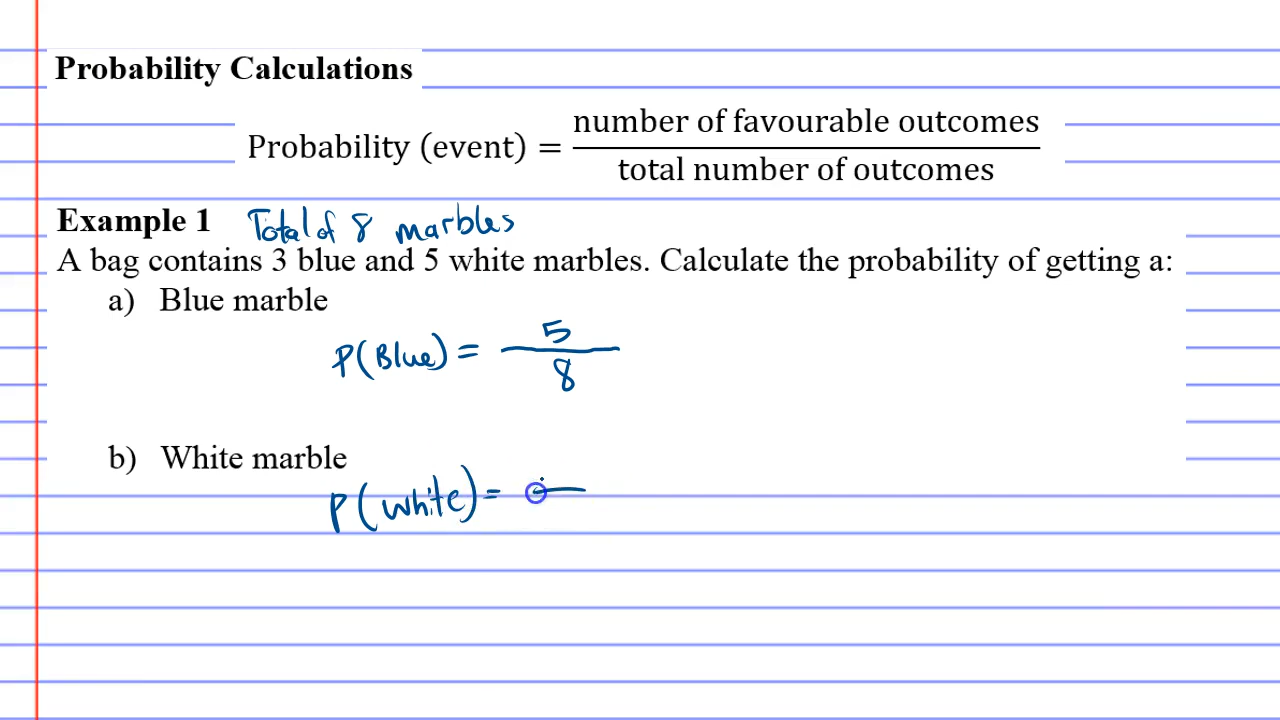 Probability Calculations
Probability (event) = number of favourable outcomes / total number of outcomes
Example 1 Total of 8 marbles
A bag contains 3 blue and 5 white marbles. Calculate the probability of getting a:
a) Blue marble
P(Blue) = 5 / 8
b) White marble
P(white) =